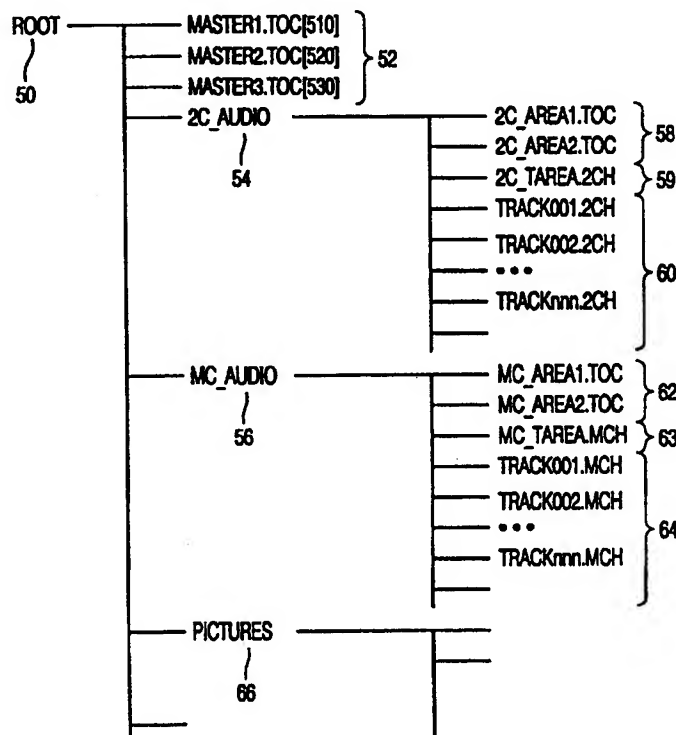 ROOT MASTER1.TOC[510]
MASTER2.TOC[520] 52
50 MASTER3.TOC[530]
2C_AUDIO 2C_AREA1.TOC
2C_AREA2.TOC 58
54 2C_TAREA.2CH 59
TRACK001.2CH
TRACK002.2CH
••• 60
TRACKnnn.2CH
MC_AUDIO MC_AREA1.TOC
MC_AREA2.TOC 62
56 MC_TAREA.MCH 63
TRACK001.MCH
TRACK002.MCH
••• 64
TRACKnnn.MCH
PICTURES
66